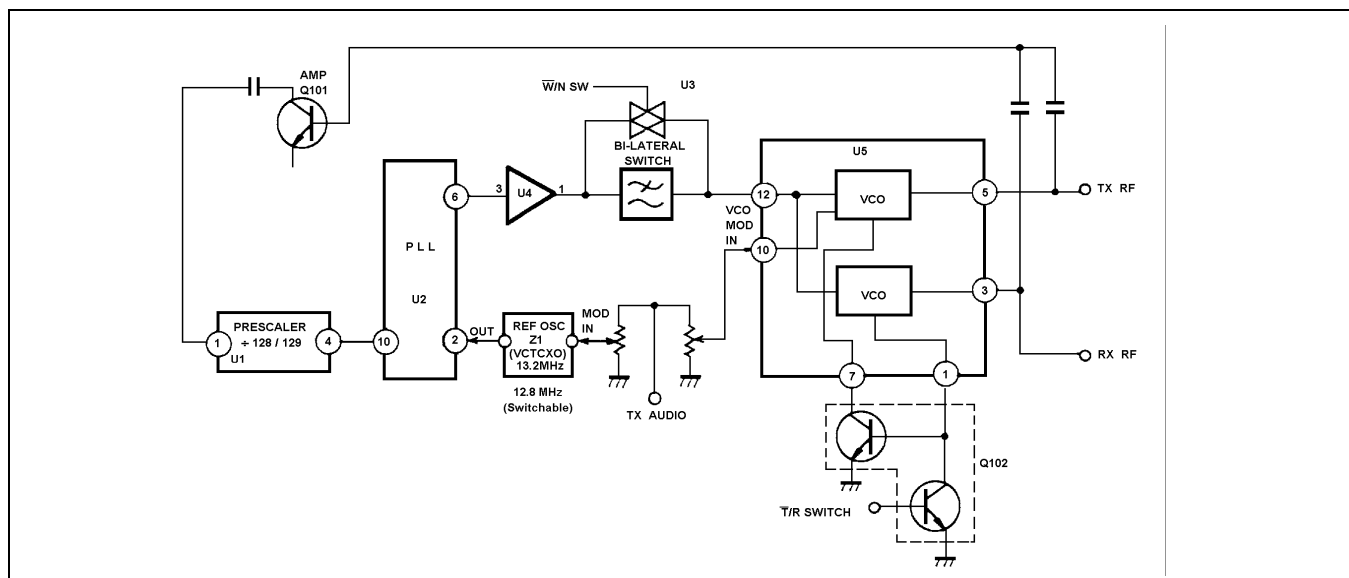 AMP
Q101
W̅/N SW
U3
BI-LATERAL
SWITCH
U5
6
3
U4
1
12
VCO
5
TX RF
VCO
MOD
IN
10
P L L
VCO
3
U2
PRESCALER
÷ 128 / 129
1
4
U1
10
2
OUT
REF OSC
Z1
(VCTCXO)
13.2MHz
MOD
IN
RX RF
7
1
12.8 MHz
(Switchable)
TX AUDIO
Q102
T̅/R SWITCH